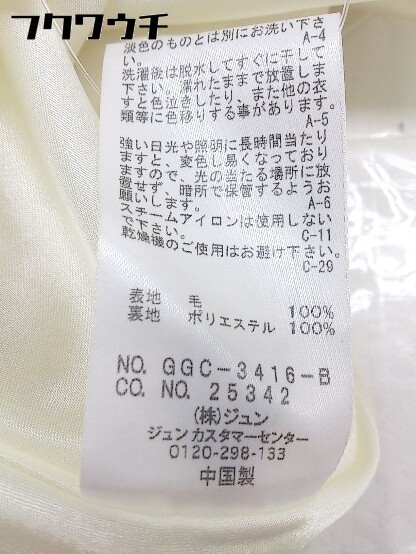 フクワウチ
淡色のものとは別にお洗い下さ
い。 A-4
洗濯後は脱水してすぐに干して
下さい。濡れたままで放置しま
すと色泣きしたり、また他の衣
類等に色移りする事があります。
A-5
強い日光や照明に長時間当たり
ますと、変色し易くなっており
ますので、光の当たる場所に放
置せず、暗所で保管するようお
願いします。 A-6
スチームアイロンは使用しない
で下さい。 C-11
乾燥機のご使用はお避け下さい。
C-29
表地 毛 100%
裏地 ポリエステル 100%
NO. GGC-3416-B
CO. NO. 25342
(株)ジュン
ジュンカスタマーセンター
0120-298-133
中国製